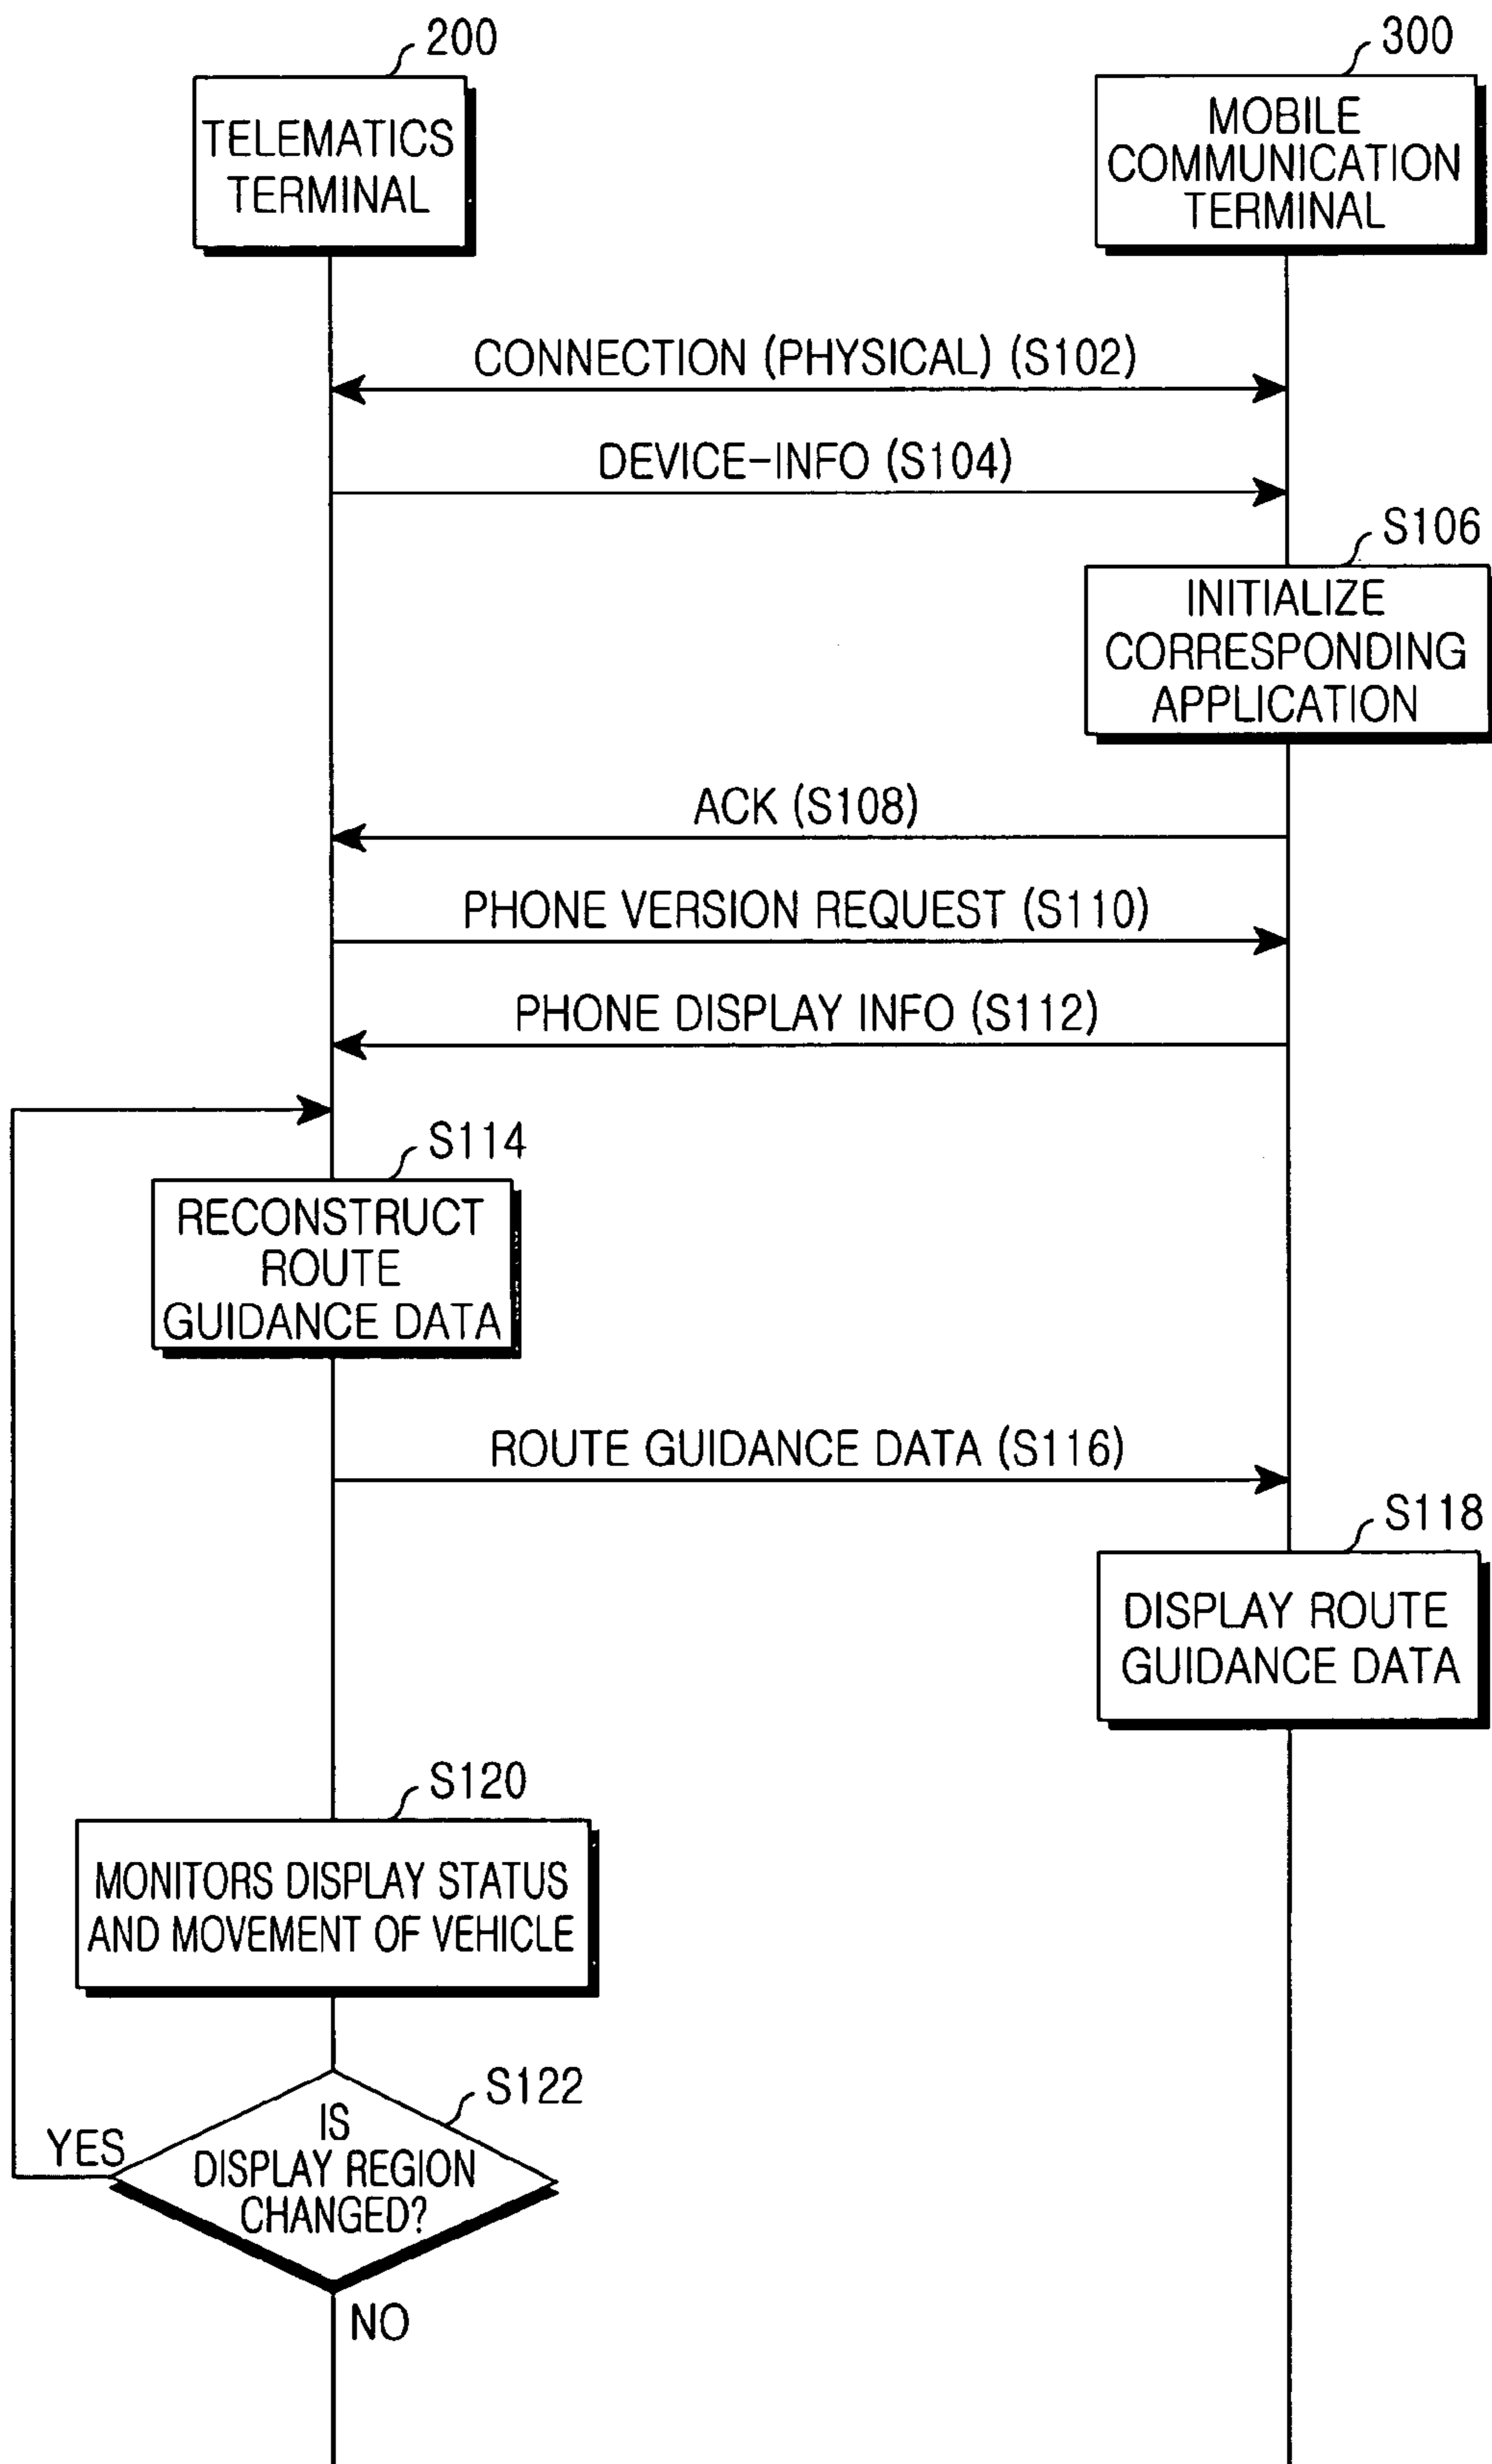 200
300
TELEMATICS
TERMINAL
MOBILE
COMMUNICATION
TERMINAL
CONNECTION (PHYSICAL) (S102)
DEVICE-INFO (S104)
S106
INITIALIZE
CORRESPONDING
APPLICATION
ACK (S108)
PHONE VERSION REQUEST (S110)
PHONE DISPLAY INFO (S112)
S114
RECONSTRUCT
ROUTE
GUIDANCE DATA
ROUTE GUIDANCE DATA (S116)
S118
DISPLAY ROUTE
GUIDANCE DATA
S120
MONITORS DISPLAY STATUS
AND MOVEMENT OF VEHICLE
S122
IS
DISPLAY REGION
CHANGED?
YES
NO